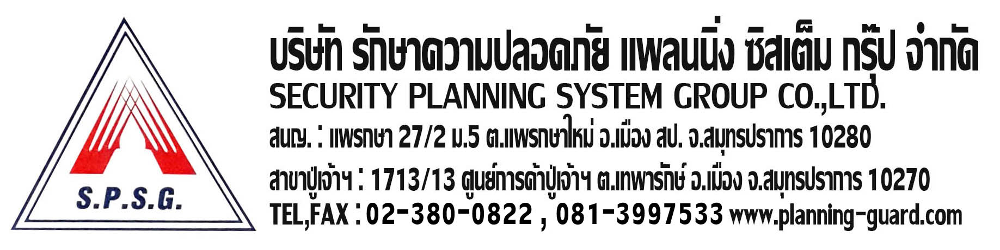 S.P.S.G.
บริษัท รักษาความปลอดภัย แพลนนิ่ง ซิสเต็ม กรุ๊ป จำกัด
SECURITY PLANNING SYSTEM GROUP CO.,LTD.
สนญ. : แพรกษา 27/2 ม.5 ต.แพรกษาใหม่ อ.เมือง สป. จ.สมุทรปราการ 10280
สาขาปู่เจ้าฯ : 1713/13 ศูนย์การค้าปู่เจ้าฯ ต.เทพารักษ์ อ.เมือง จ.สมุทรปราการ 10270
TEL,FAX : 02-380-0822 , 081-3997533 www.planning-guard.com